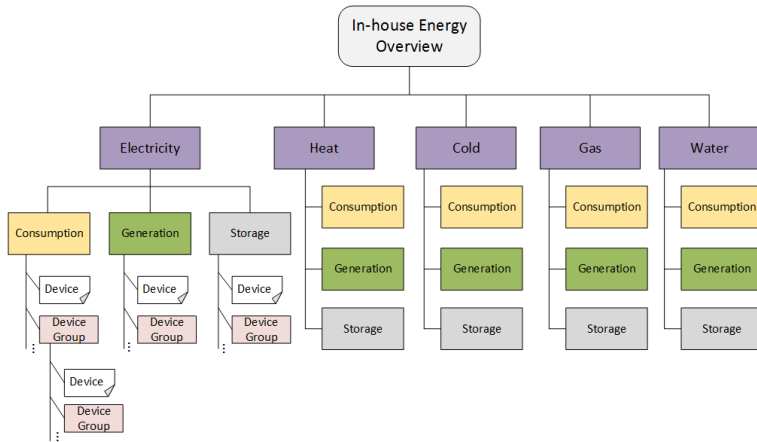 In-house Energy
Overview
Electricity
Heat
Cold
Gas
Water
Consumption
Generation
Storage
Consumption
Consumption
Consumption
Consumption
Generation
Generation
Generation
Generation
Device
Device
Device
Device
Group
Device
Group
Device
Group
Storage
Storage
Storage
Storage
Device
Device
Group